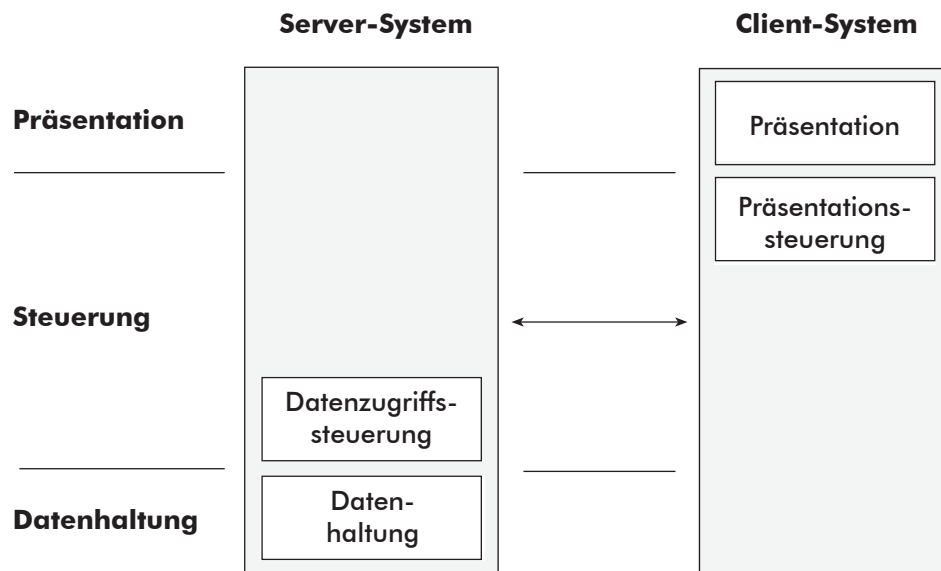 Server-System
Client-System
Präsentation
Präsentation
Präsentations-
steuerung
Steuerung
Datenzugriffs-
steuerung
Datenhaltung
Daten-
haltung